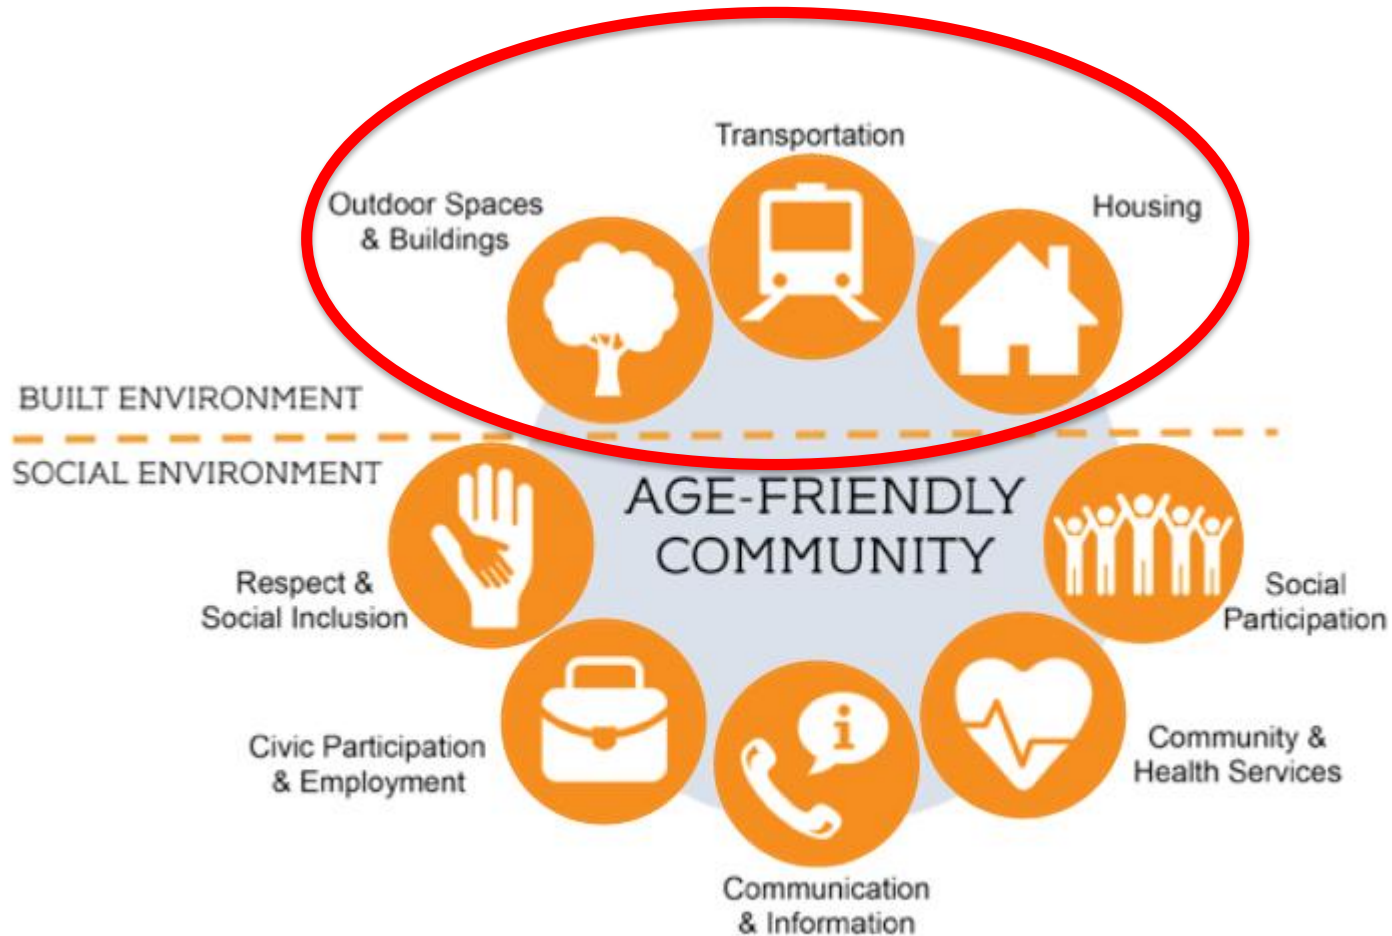 Transportation
Outdoor Spaces
& Buildings
Housing
BUILT ENVIRONMENT
SOCIAL ENVIRONMENT
AGE-FRIENDLY
COMMUNITY
Respect &
Social Inclusion
Social
Participation
Civic Participation
& Employment
i
Community &
Health Services
Communication
& Information